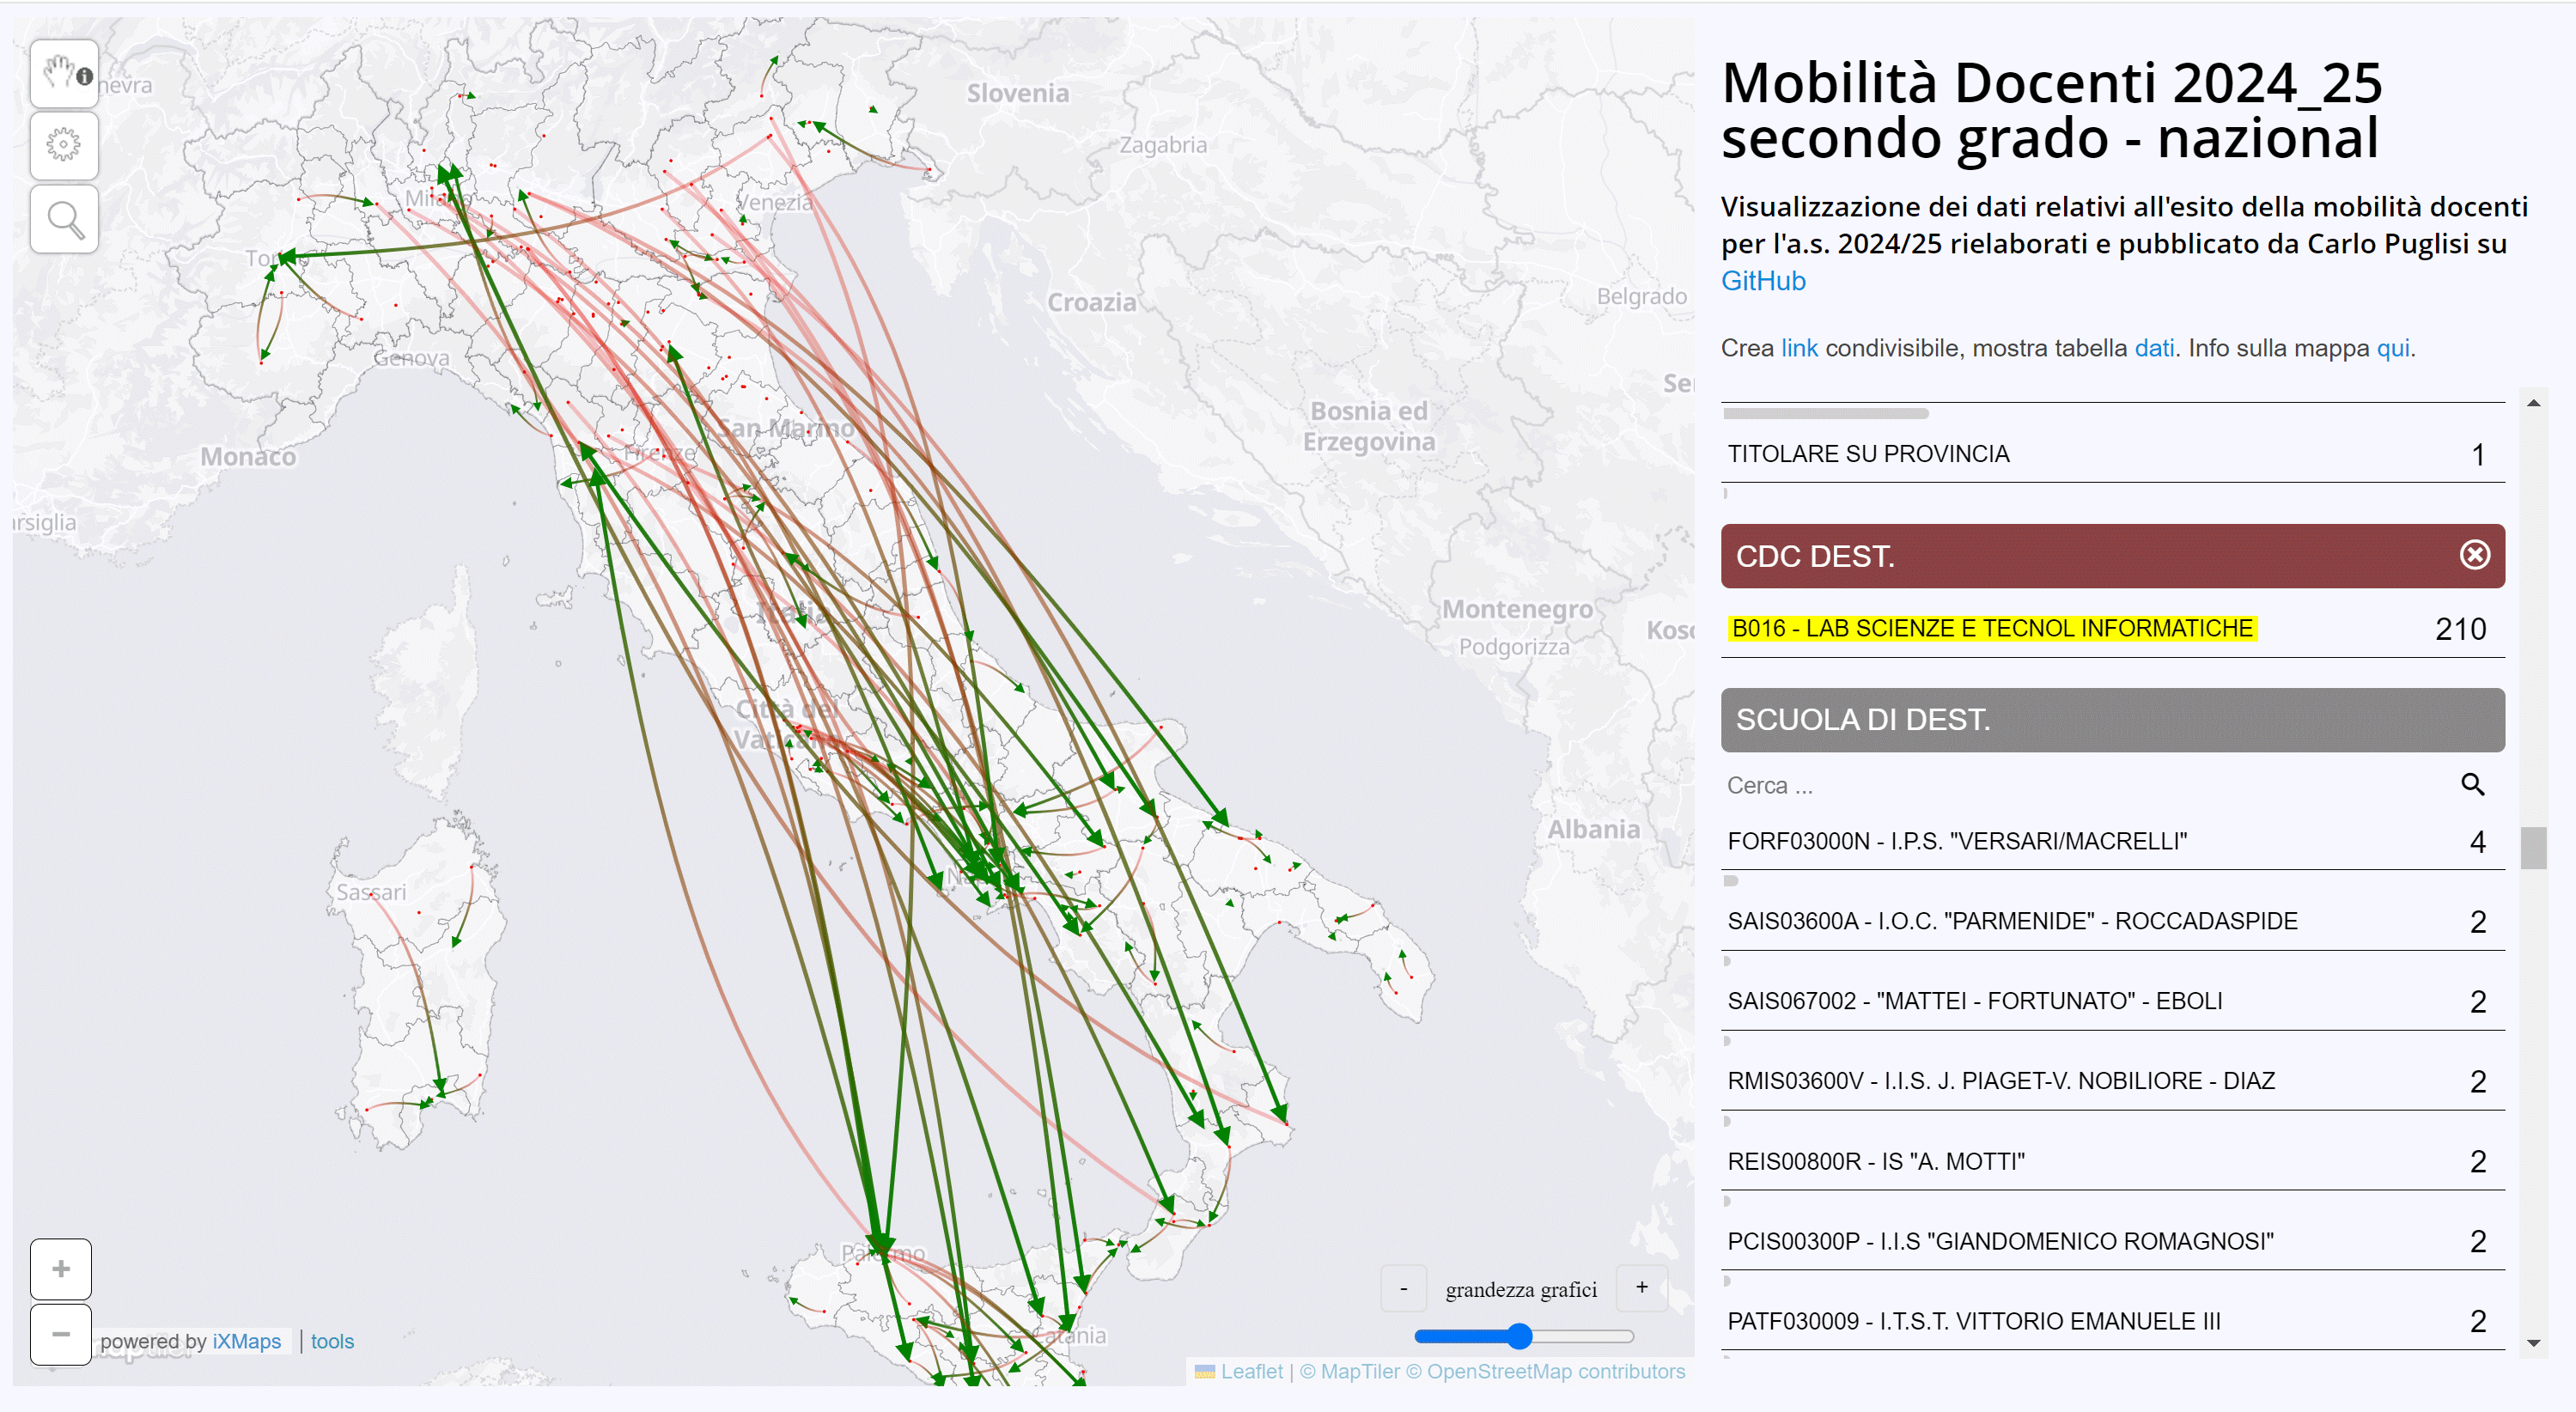 Mobilità Docenti 2024_25
secondo grado - nazional
Visualizzazione dei dati relativi all'esito della mobilità docenti
per l'a.s. 2024/25 rielaborati e pubblicato da Carlo Puglisi su
GitHub
Crea link condivisibile, mostra tabella dati. Info sulla mappa qui.
TITOLARE SU PROVINCIA 1
CDC DEST.
B016 - LAB SCIENZE E TECNOL INFORMATICHE 210
SCUOLA DI DEST.
Cerca ...
FORF03000N - I.P.S. "VERSARI/MACRELLI" 4
SAIS03600A - I.O.C. "PARMENIDE" - ROCCADASPIDE 2
SAIS067002 - "MATTEI - FORTUNATO" - EBOLI 2
RMIS03600V - I.I.S. J. PIAGET-V. NOBILIORE - DIAZ 2
REIS00800R - IS "A. MOTTI" 2
PCIS00300P - I.I.S "GIANDOMENICO ROMAGNOSI" 2
PATF030009 - I.T.S.T. VITTORIO EMANUELE III 2
nevra
Slovenia
Zagabria
Venezia
Croazia
Belgrado
Genova
Bosnia ed
Erzegovina
San Marino
Firenze
Monaco
arsiglia
Italia
Montenegro
Podgorizza
Città del
Vaticano
Albania
Sassari
Palermo
Catania
+
-
- grandezza grafici +
powered by iXMaps | tools
Leaflet | © MapTiler © OpenStreetMap contributors